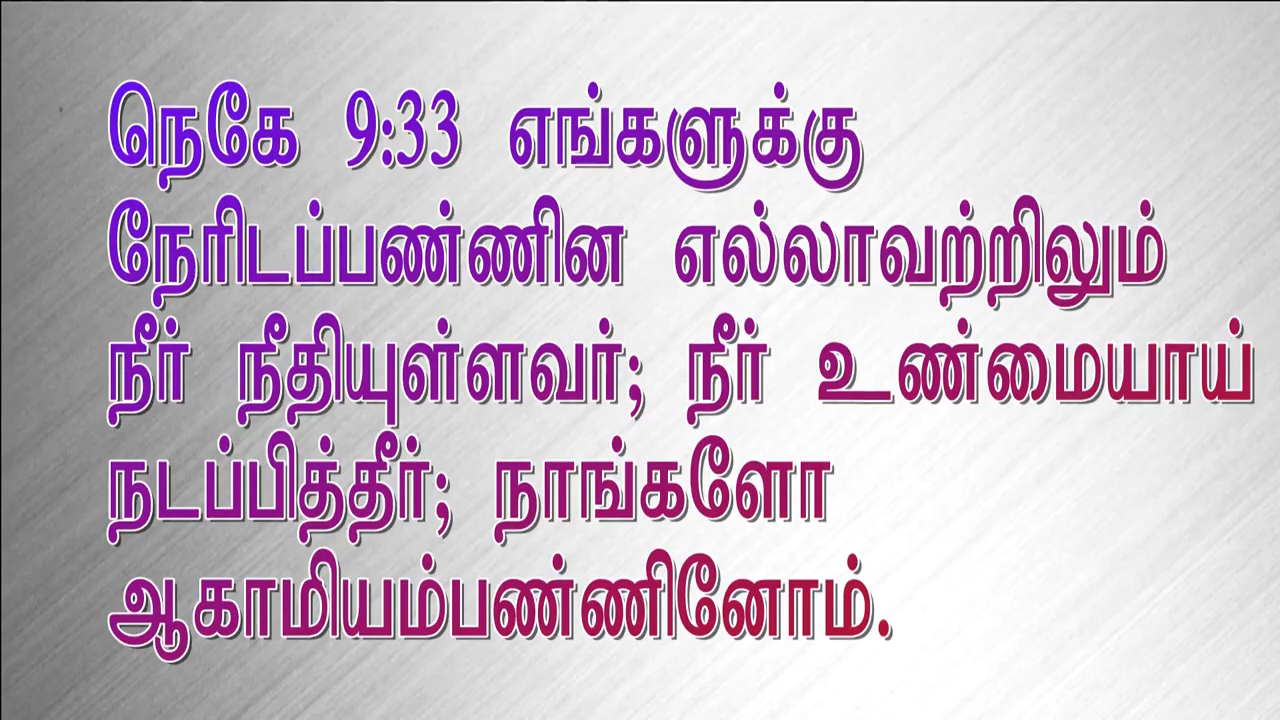 நெகே 9:33 எங்களுக்கு
நேரிடப்பண்ணின எல்லாவற்றிலும்
நீர் நீதியுள்ளவர்; நீர் உண்மையாய்
நடப்பித்தீர்; நாங்களோ
ஆகாமியம்பண்ணினோம்.